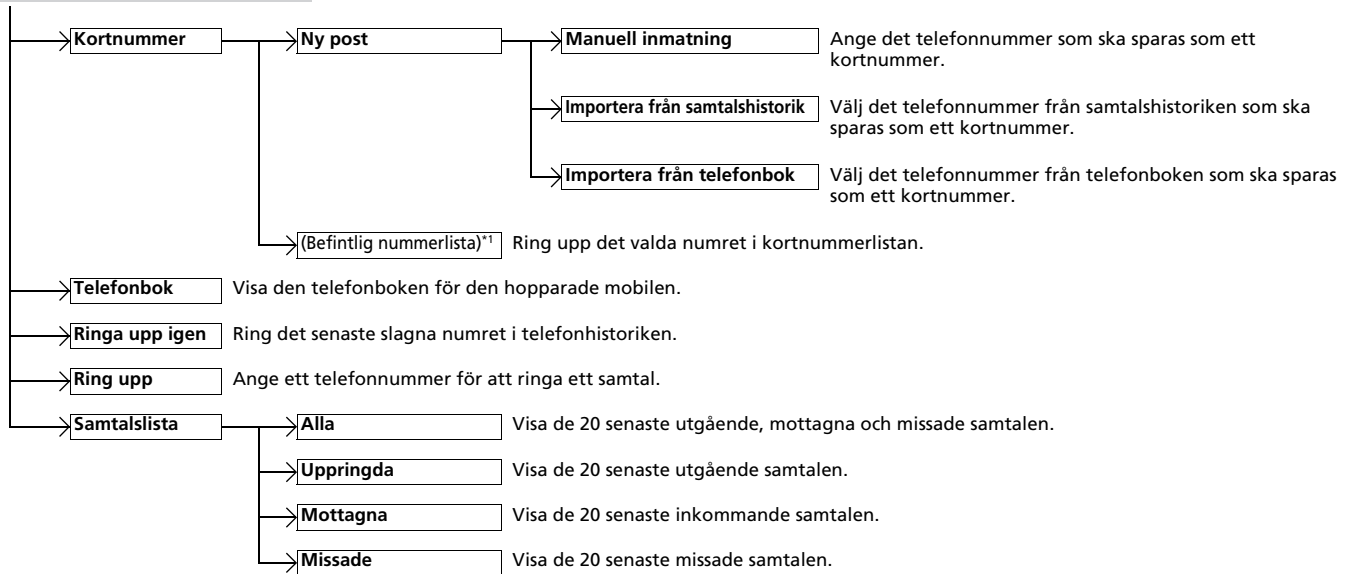 Kortnummer
Ny post
Manuell inmatning
Ange det telefonnummer som ska sparas som ett
kortnummer.
Importera från samtalshistorik
Välj det telefonnummer från samtalshistoriken som ska
sparas som ett kortnummer.
Importera från telefonbok
Välj det telefonnummer från telefonboken som ska sparas
som ett kortnummer.
(Befintlig nummerlista)*1
Ring upp det valda numret i kortnummerlistan.
Telefonbok
Visa den telefonboken för den hopparade mobilen.
Ringa upp igen
Ring det senaste slagna numret i telefonhistoriken.
Ring upp
Ange ett telefonnummer för att ringa ett samtal.
Samtalslista
Alla
Visa de 20 senaste utgående, mottagna och missade samtalen.
Uppringda
Visa de 20 senaste utgående samtalen.
Mottagna
Visa de 20 senaste inkommande samtalen.
Missade
Visa de 20 senaste missade samtalen.